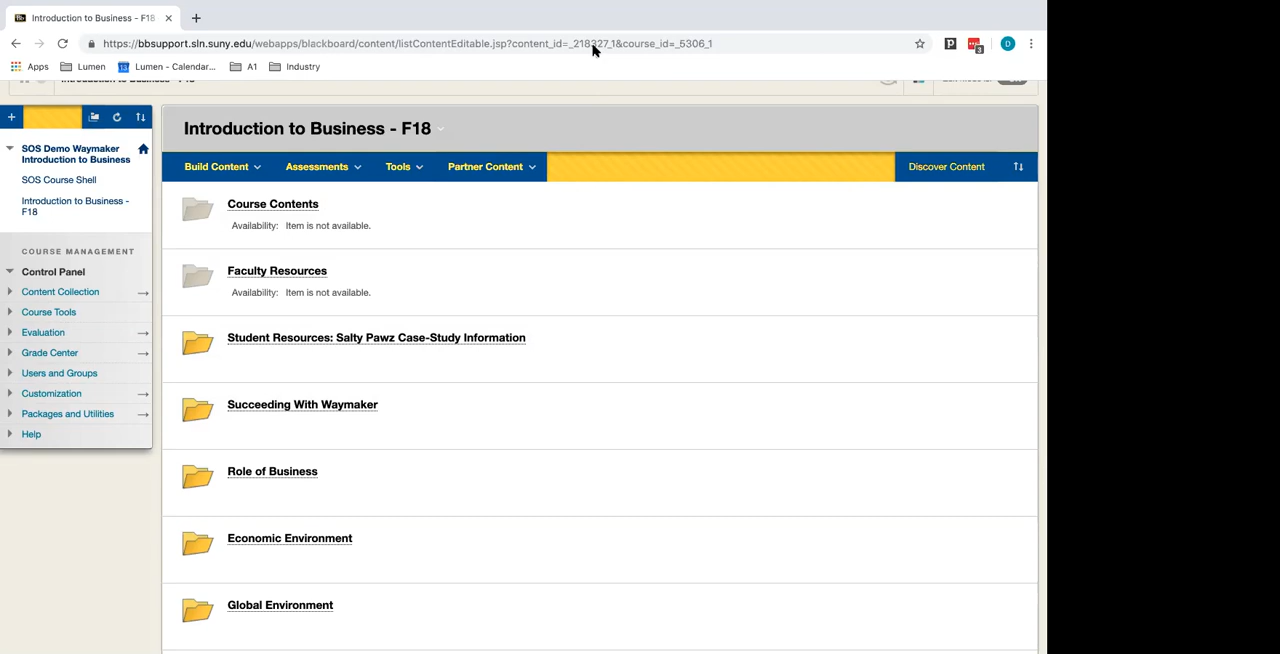 Introduction to Business - F18
https://bbsupport.sln.suny.edu/webapps/blackboard/content/listContentEditable.jsp?content_id=_218327_1&course_id=_5306_1
3
D
Apps
Lumen
Lumen - Calendar...
A1
Industry
Introduction to Business - F18
Introduction to Business - F18
Build Content
Assessments
Tools
Partner Content
Discover Content
SOS Demo Waymaker
Introduction to Business
SOS Course Shell
Introduction to Business -
F18
COURSE MANAGEMENT
Control Panel
Content Collection
Course Tools
Evaluation
Grade Center
Users and Groups
Customization
Packages and Utilities
Help
Course Contents
Availability: Item is not available.
Faculty Resources
Availability: Item is not available.
Student Resources: Salty Pawz Case-Study Information
Succeeding With Waymaker
Role of Business
Economic Environment
Global Environment